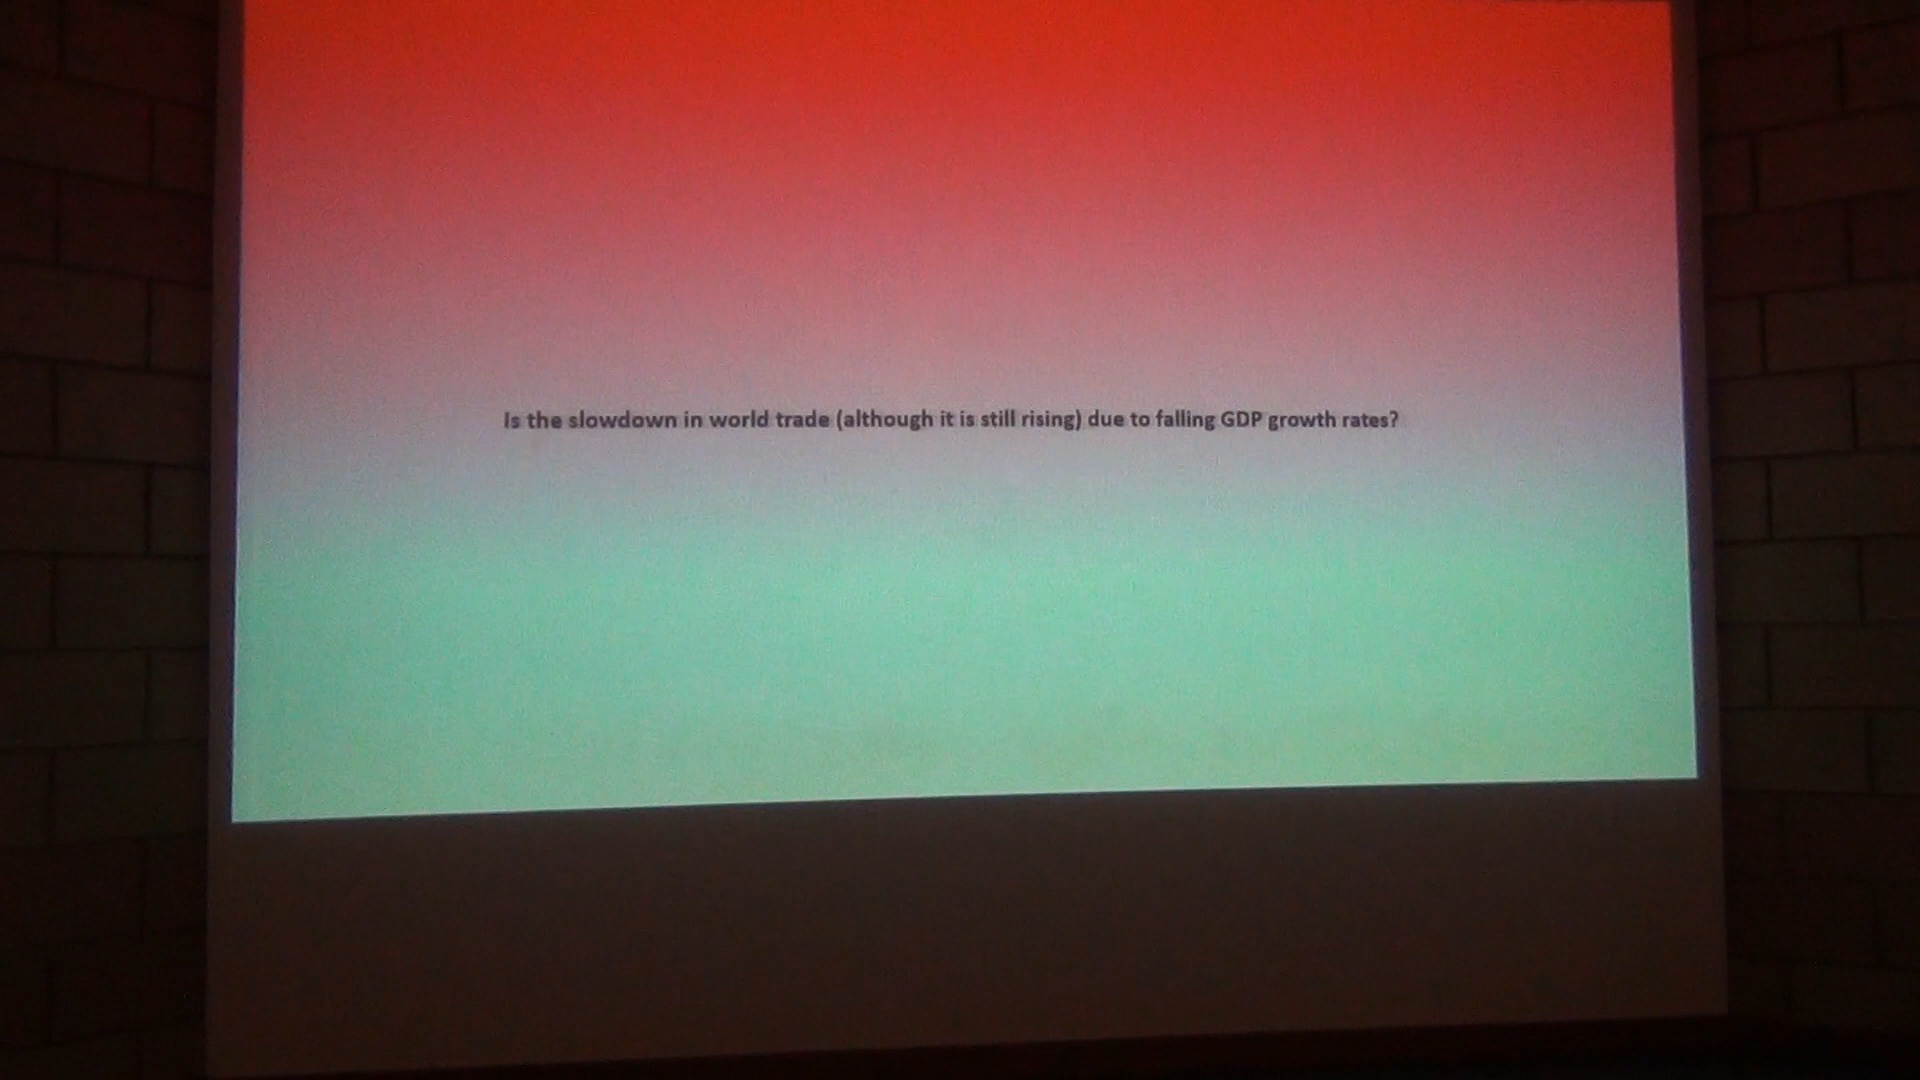 Is the slowdown in world trade (although it is still rising) due to falling GDP growth rates?